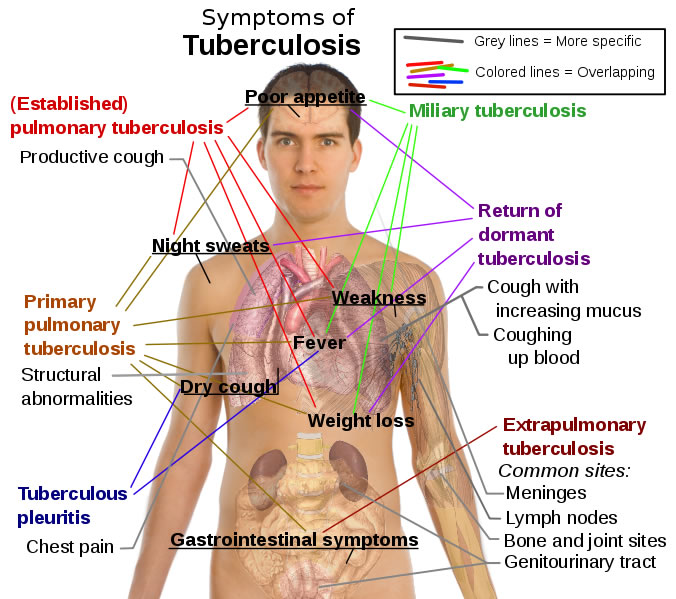 Symptoms of
Tuberculosis
Grey lines = More specific
Colored lines = Overlapping
Poor appetite
(Established)
pulmonary tuberculosis
Miliary tuberculosis
Productive cough
Return of
dormant
tuberculosis
Night sweats
Cough with
increasing mucus
Weakness
Primary
pulmonary
tuberculosis
Coughing
up blood
Fever
Structural
abnormalities
Dry cough
Weight loss
Extrapulmonary
tuberculosis
Common sites:
Tuberculous
pleuritis
Meninges
Lymph nodes
Gastrointestinal symptoms
Bone and joint sites
Chest pain
Genitourinary tract